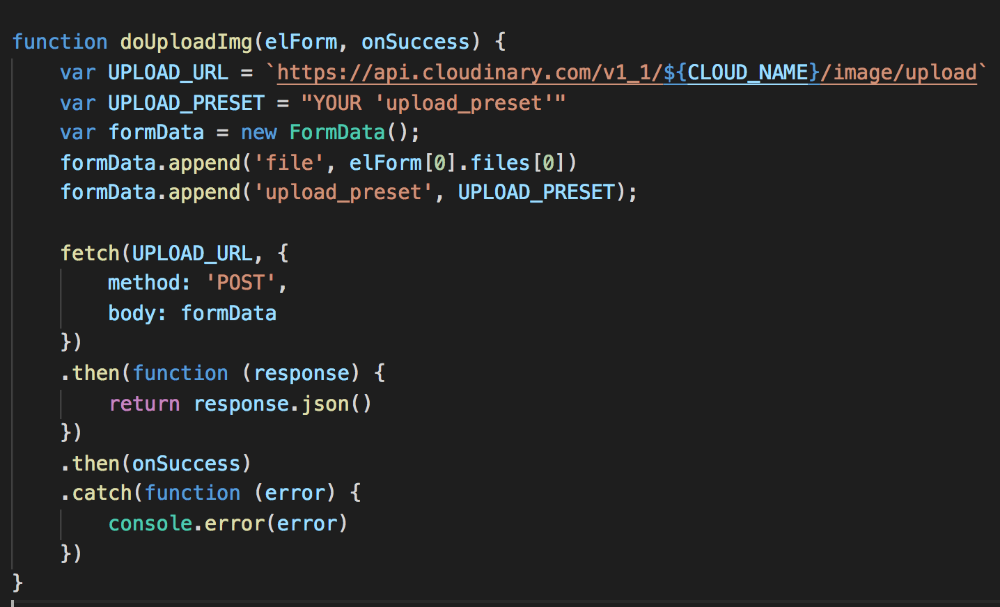 function doUploadImg(elForm, onSuccess) {
    var UPLOAD_URL = `https://api.cloudinary.com/v1_1/${CLOUD_NAME}/image/upload`
    var UPLOAD_PRESET = "YOUR 'upload_preset'"
    var formData = new FormData();
    formData.append('file', elForm[0].files[0])
    formData.append('upload_preset', UPLOAD_PRESET);

    fetch(UPLOAD_URL, {
        method: 'POST',
        body: formData
    })
    .then(function (response) {
        return response.json()
    })
    .then(onSuccess)
    .catch(function (error) {
        console.error(error)
    })
}